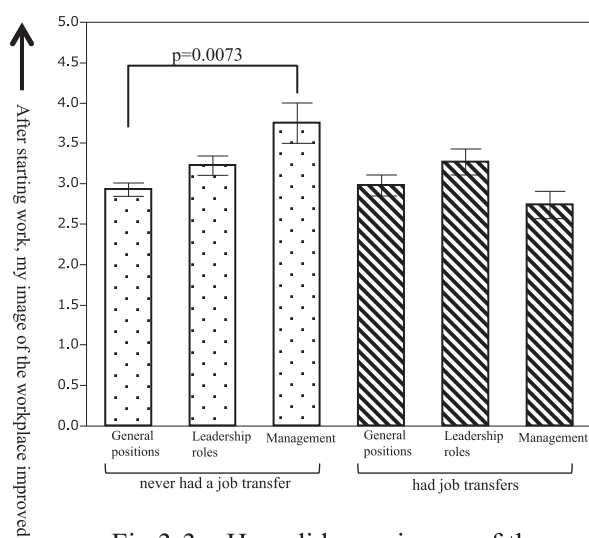 After starting work, my image of the workplace improved
5.0
4.5
4.0
3.5
3.0
2.5
2.0
1.5
1.0
0.5
0.0
p=0.0073
General positions
Leadership roles
Management
General positions
Leadership roles
Management
never had a job transfer
had job transfers